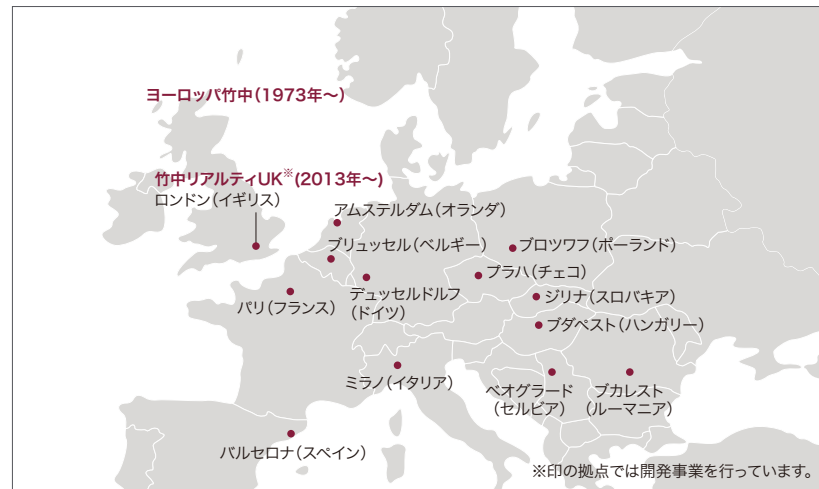 ヨーロッパ竹中（1973年～）
竹中リアルティUK※（2013年～）
ロンドン（イギリス）
アムステルダム（オランダ）
ブリュッセル（ベルギー）
ブロツワフ（ポーランド）
プラハ（チェコ）
デュッセルドルフ
（ドイツ）
パリ（フランス）
ジリナ（スロバキア）
ブダペスト（ハンガリー）
ミラノ（イタリア）
ベオグラード
（セルビア）
ブカレスト
（ルーマニア）
バルセロナ（スペイン）
※印の拠点では開発事業を行っています。